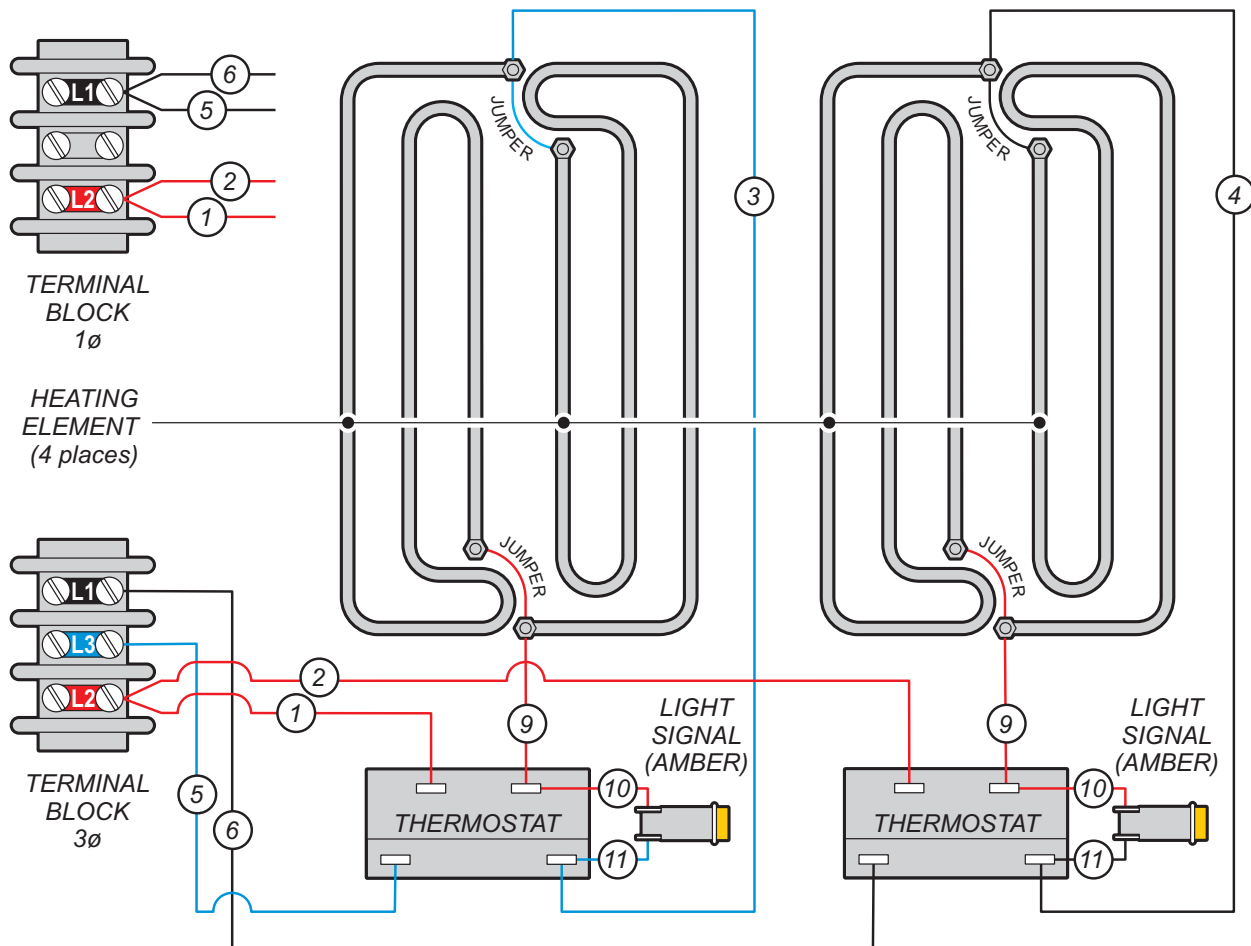 L1
6
5
L2
2
1
TERMINAL
BLOCK
1ø
JUMPER
JUMPER
3
4
HEATING
ELEMENT
(4 places)
JUMPER
JUMPER
L1
L3
L2
2
1
9
9
LIGHT
SIGNAL
(AMBER)
LIGHT
SIGNAL
(AMBER)
TERMINAL
BLOCK
3ø
5
6
THERMOSTAT
10
11
THERMOSTAT
10
11